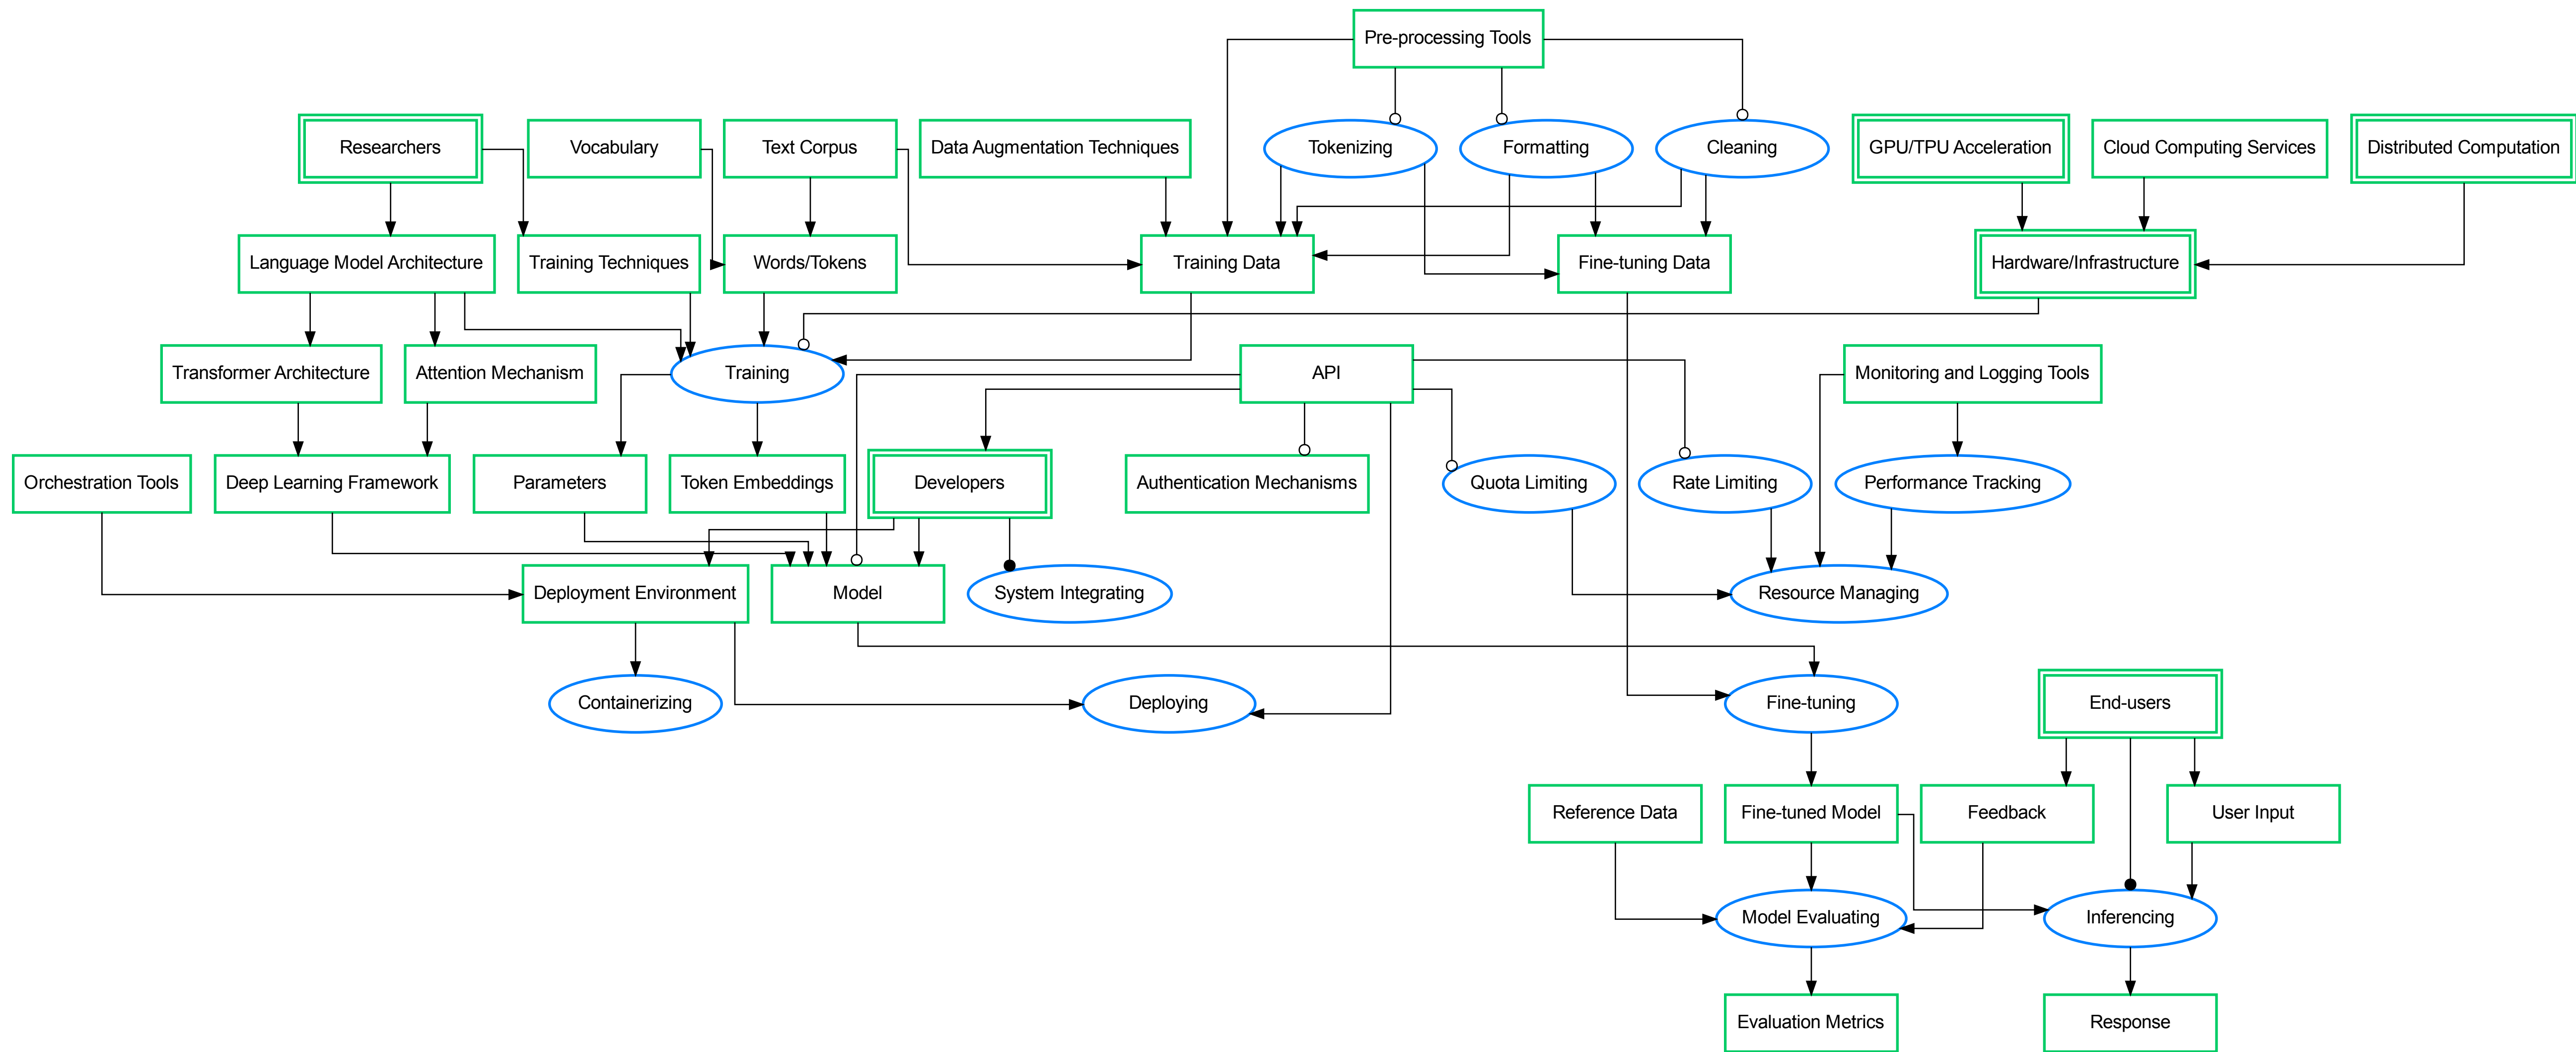 Pre-processing Tools
Researchers
Vocabulary
Text Corpus
Data Augmentation Techniques
Tokenizing
Formatting
Cleaning
GPU/TPU Acceleration
Cloud Computing Services
Distributed Computation
Language Model Architecture
Training Techniques
Words/Tokens
Training Data
Fine-tuning Data
Hardware/Infrastructure
Transformer Architecture
Attention Mechanism
Training
API
Monitoring and Logging Tools
Orchestration Tools
Deep Learning Framework
Parameters
Token Embeddings
Developers
Authentication Mechanisms
Quota Limiting
Rate Limiting
Performance Tracking
Deployment Environment
Model
System Integrating
Resource Managing
Containerizing
Deploying
Fine-tuning
End-users
Reference Data
Fine-tuned Model
Feedback
User Input
Model Evaluating
Inferencing
Evaluation Metrics
Response